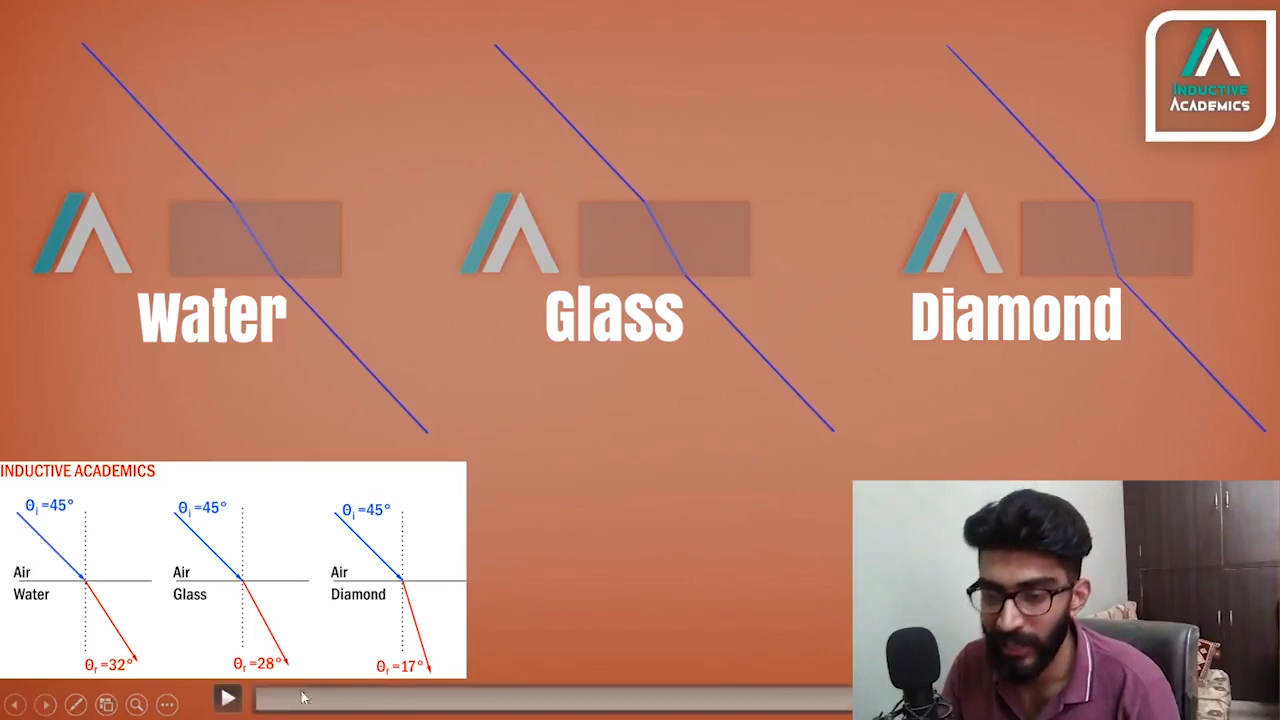 INDUCTIVE
ACADEMICS
Water
Glass
Diamond
INDUCTIVE ACADEMICS
θi =45°
θi =45°
θi =45°
Air
Air
Air
Water
Glass
Diamond
θr =32°
θr =28°
θr =17°